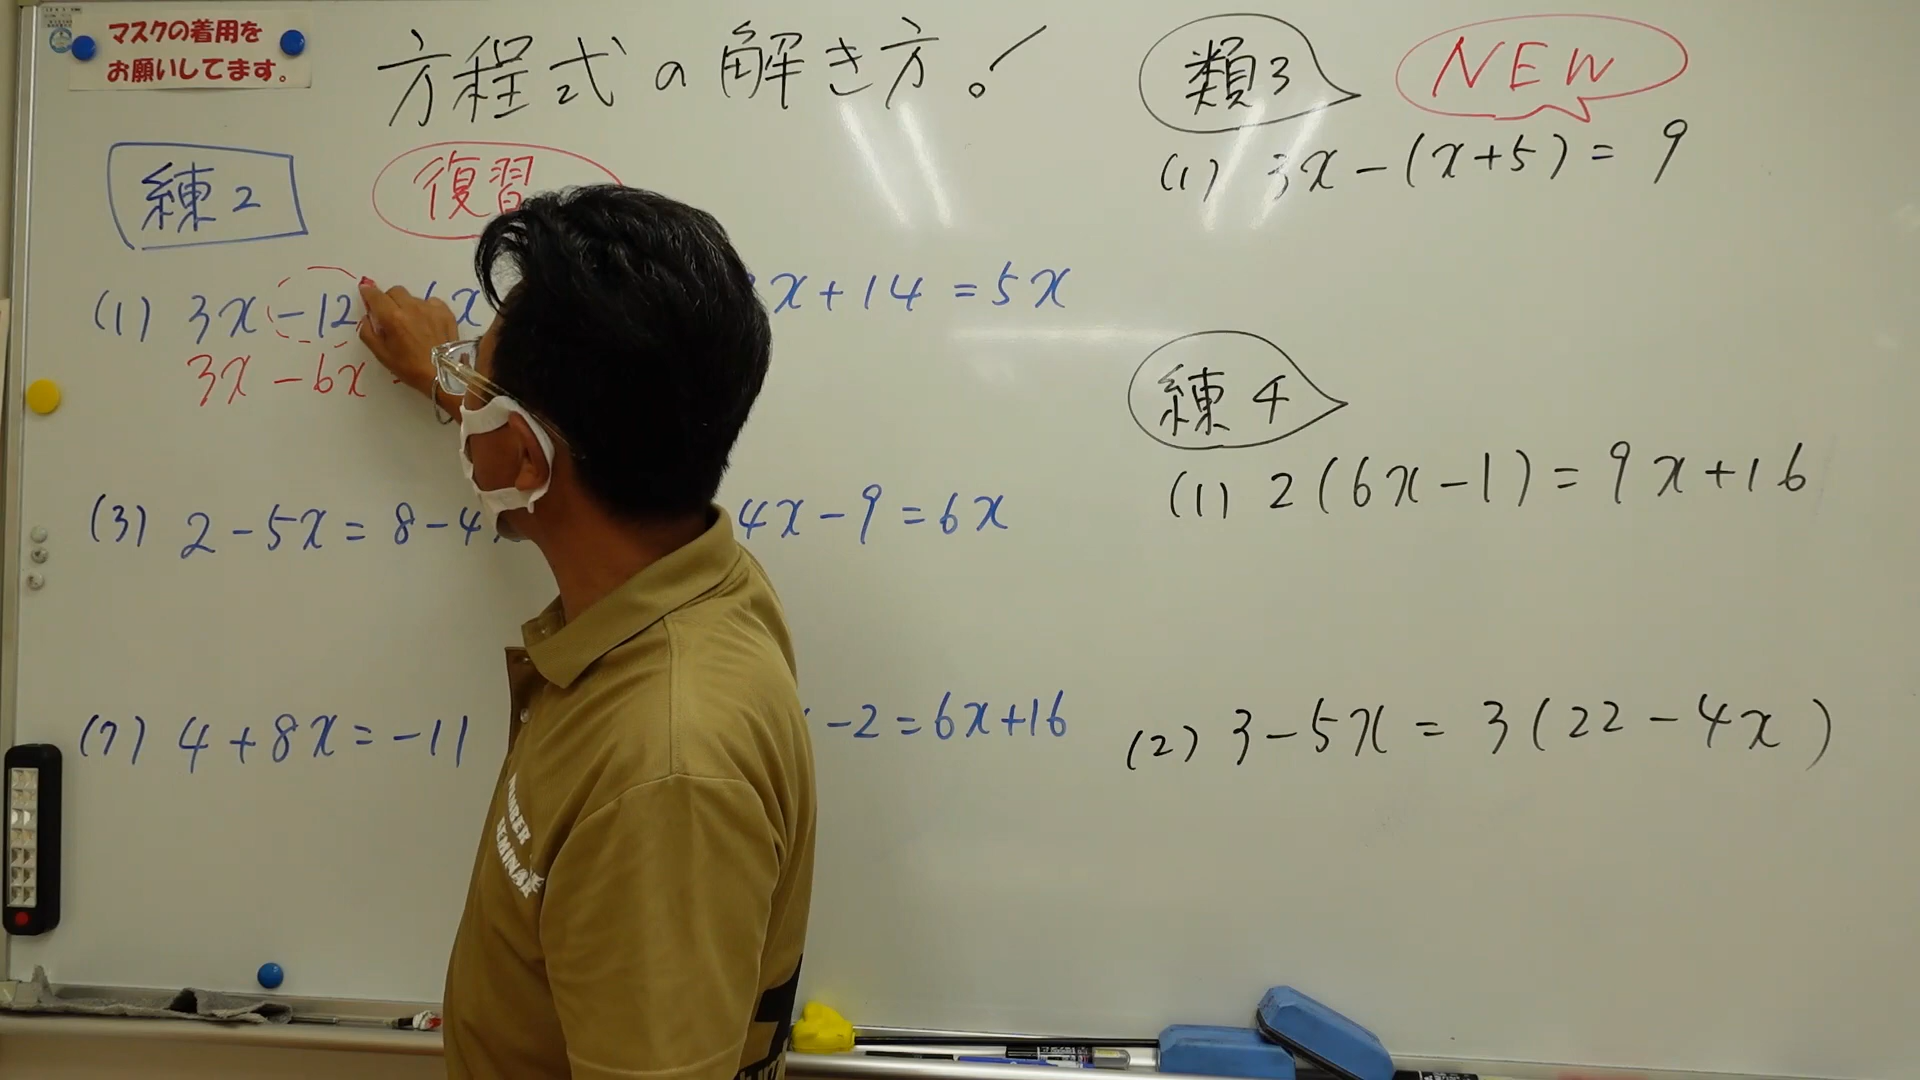 マスクの着用を
お願いしてます。
方程式の解き方!
練2
復習
(1) 3x-12 6x
3x-6x
x+14=5x
(3) 2-5x=8-4
4x-9=6x
(7) 4+8x=-11
-2=6x+16
類3
NEW
(1) 3x-(x+5)=9
練4
(1) 2(6x-1)=9x+16
(2) 3-5x=3(22-4x)